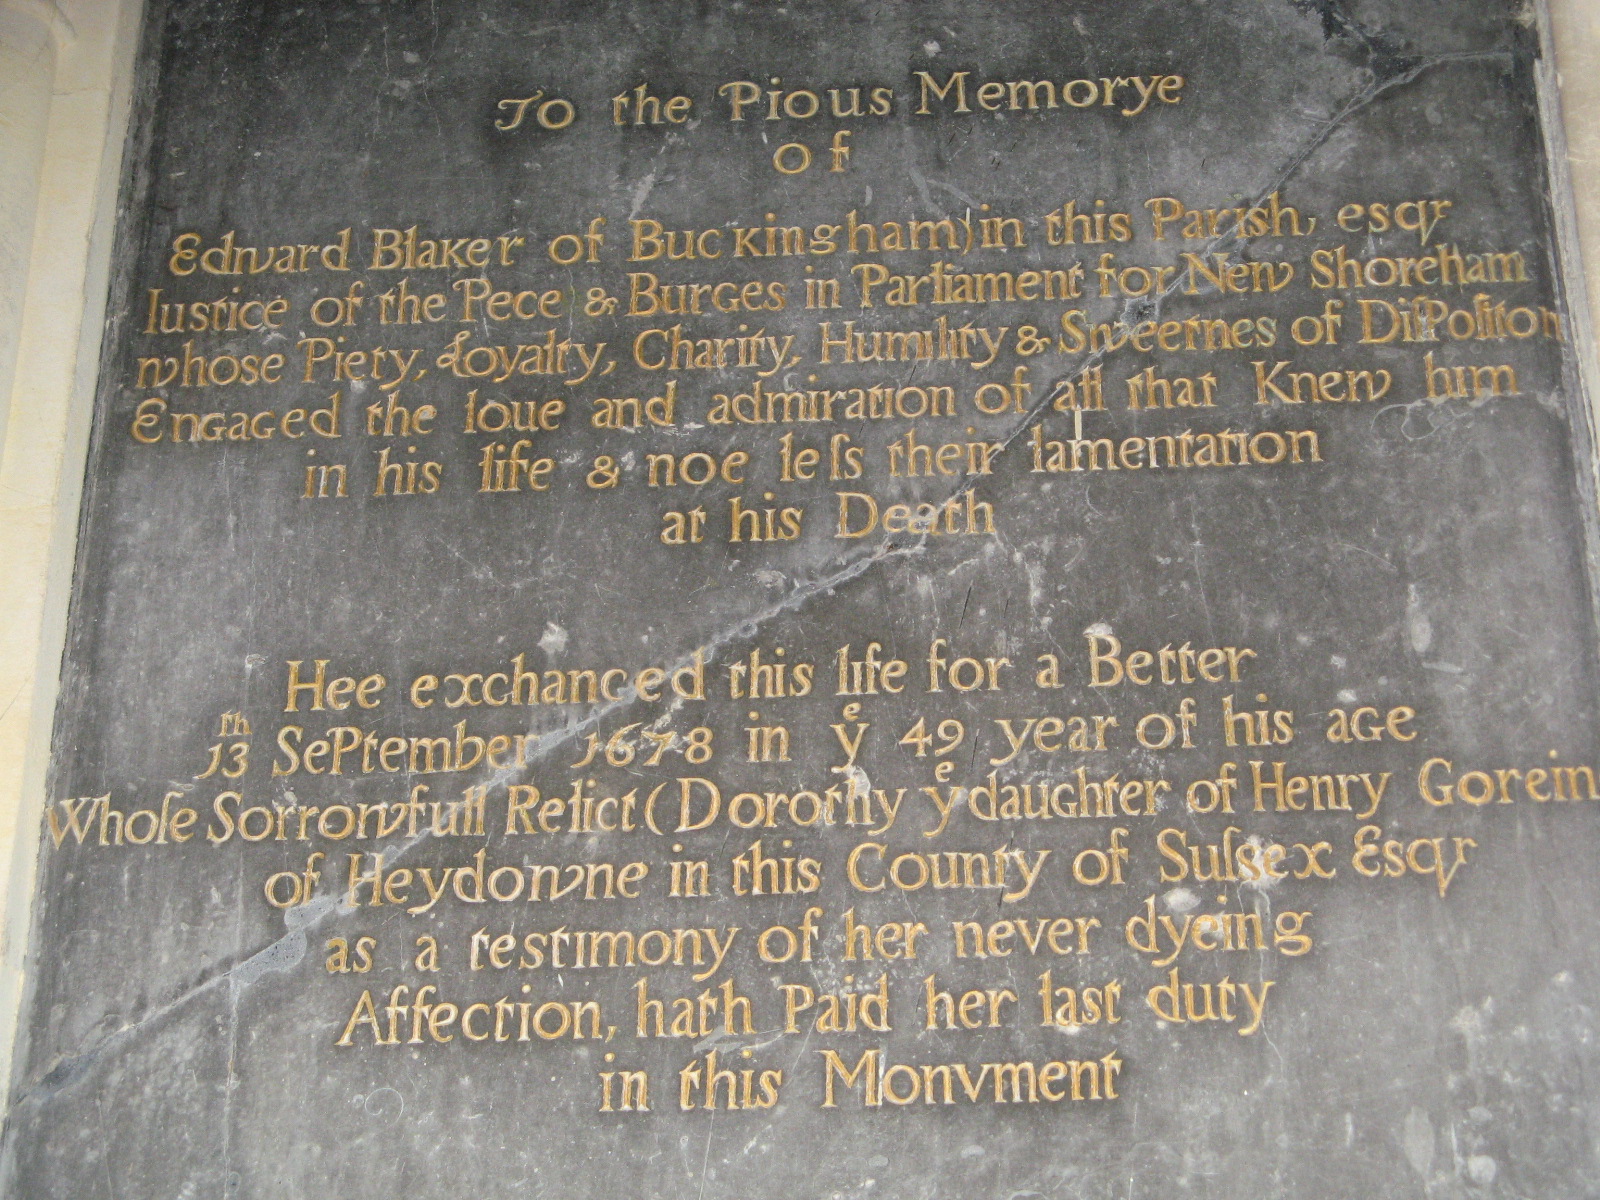 To the Pious Memorye
of
Edward Blaker of Buckingham) in this Parish, esqr
Iustice of the Pece & Burges in Parliament for New Shoreham
whose Piety, Loyalty, Charity, Humility & Sweetnes of Diſpoſiton
Engaged the loue and admiration of all that Knew him
in his life & noe leſs their lamentation
at his Death
Hee exchanced this life for a Better
13th September 1678 in yͤ 49 year of his age
Whoſe Sorrowfull Relict (Dorothy yͤ daughter of Henry Gorein
of Heydowne in this County of Suſsex Esqr
as a testimony of her never dyeing
Affection, hath Paid her last duty
in this Monvment